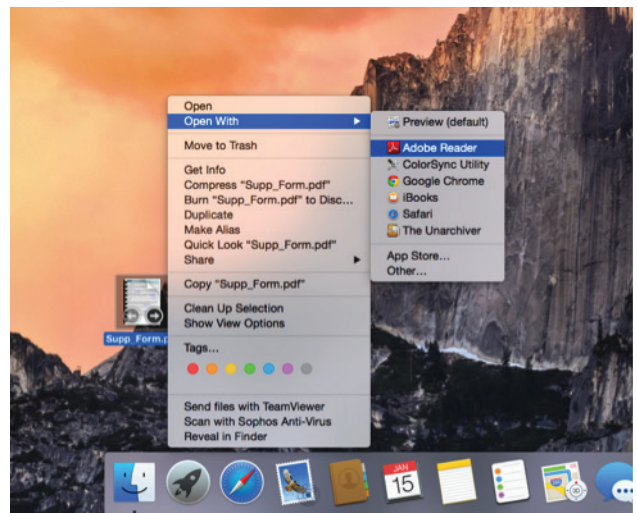 Open
Open With
Preview (default)
Adobe Reader
ColorSync Utility
Google Chrome
iBooks
Safari
The Unarchiver
App Store...
Other...
Move to Trash
Get Info
Compress “Supp_Form.pdf”
Burn “Supp_Form.pdf” to Disc...
Duplicate
Make Alias
Quick Look “Supp_Form.pdf”
Share
Copy “Supp_Form.pdf”
Clean Up Selection
Show View Options
Tags...
Send files with TeamViewer
Scan with Sophos Anti-Virus
Reveal in Finder
Supp_Form.p
JAN
15